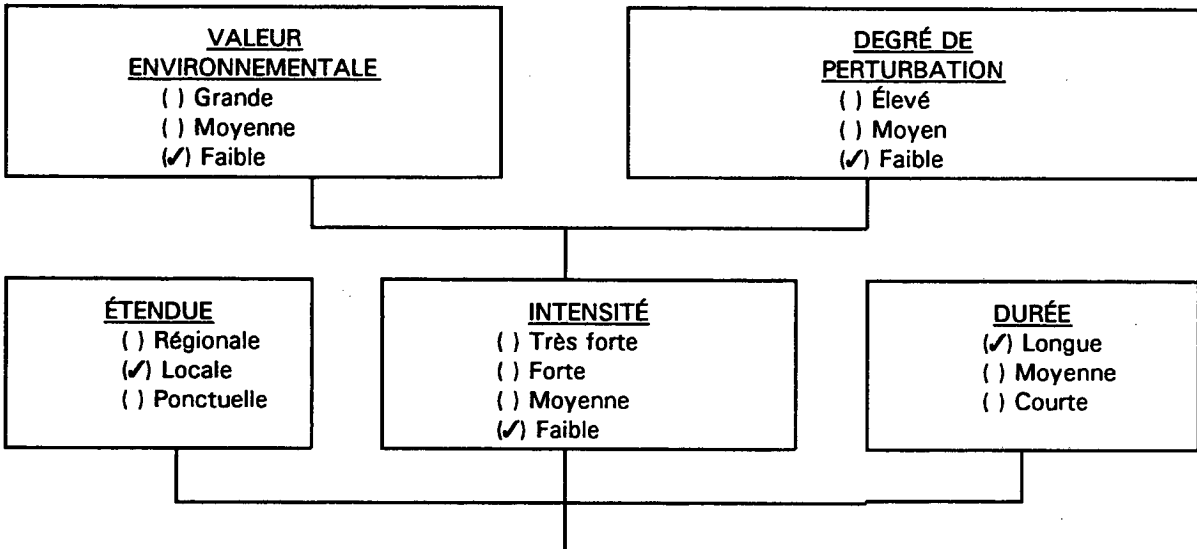 VALEUR
ENVIRONNEMENTALE
( ) Grande
( ) Moyenne
(✓) Faible
DEGRÉ DE
PERTURBATION
( ) Élevé
( ) Moyen
(✓) Faible
ÉTENDUE
( ) Régionale
(✓) Locale
( ) Ponctuelle
INTENSITÉ
( ) Très forte
( ) Forte
( ) Moyenne
(✓) Faible
DURÉE
(✓) Longue
( ) Moyenne
( ) Courte